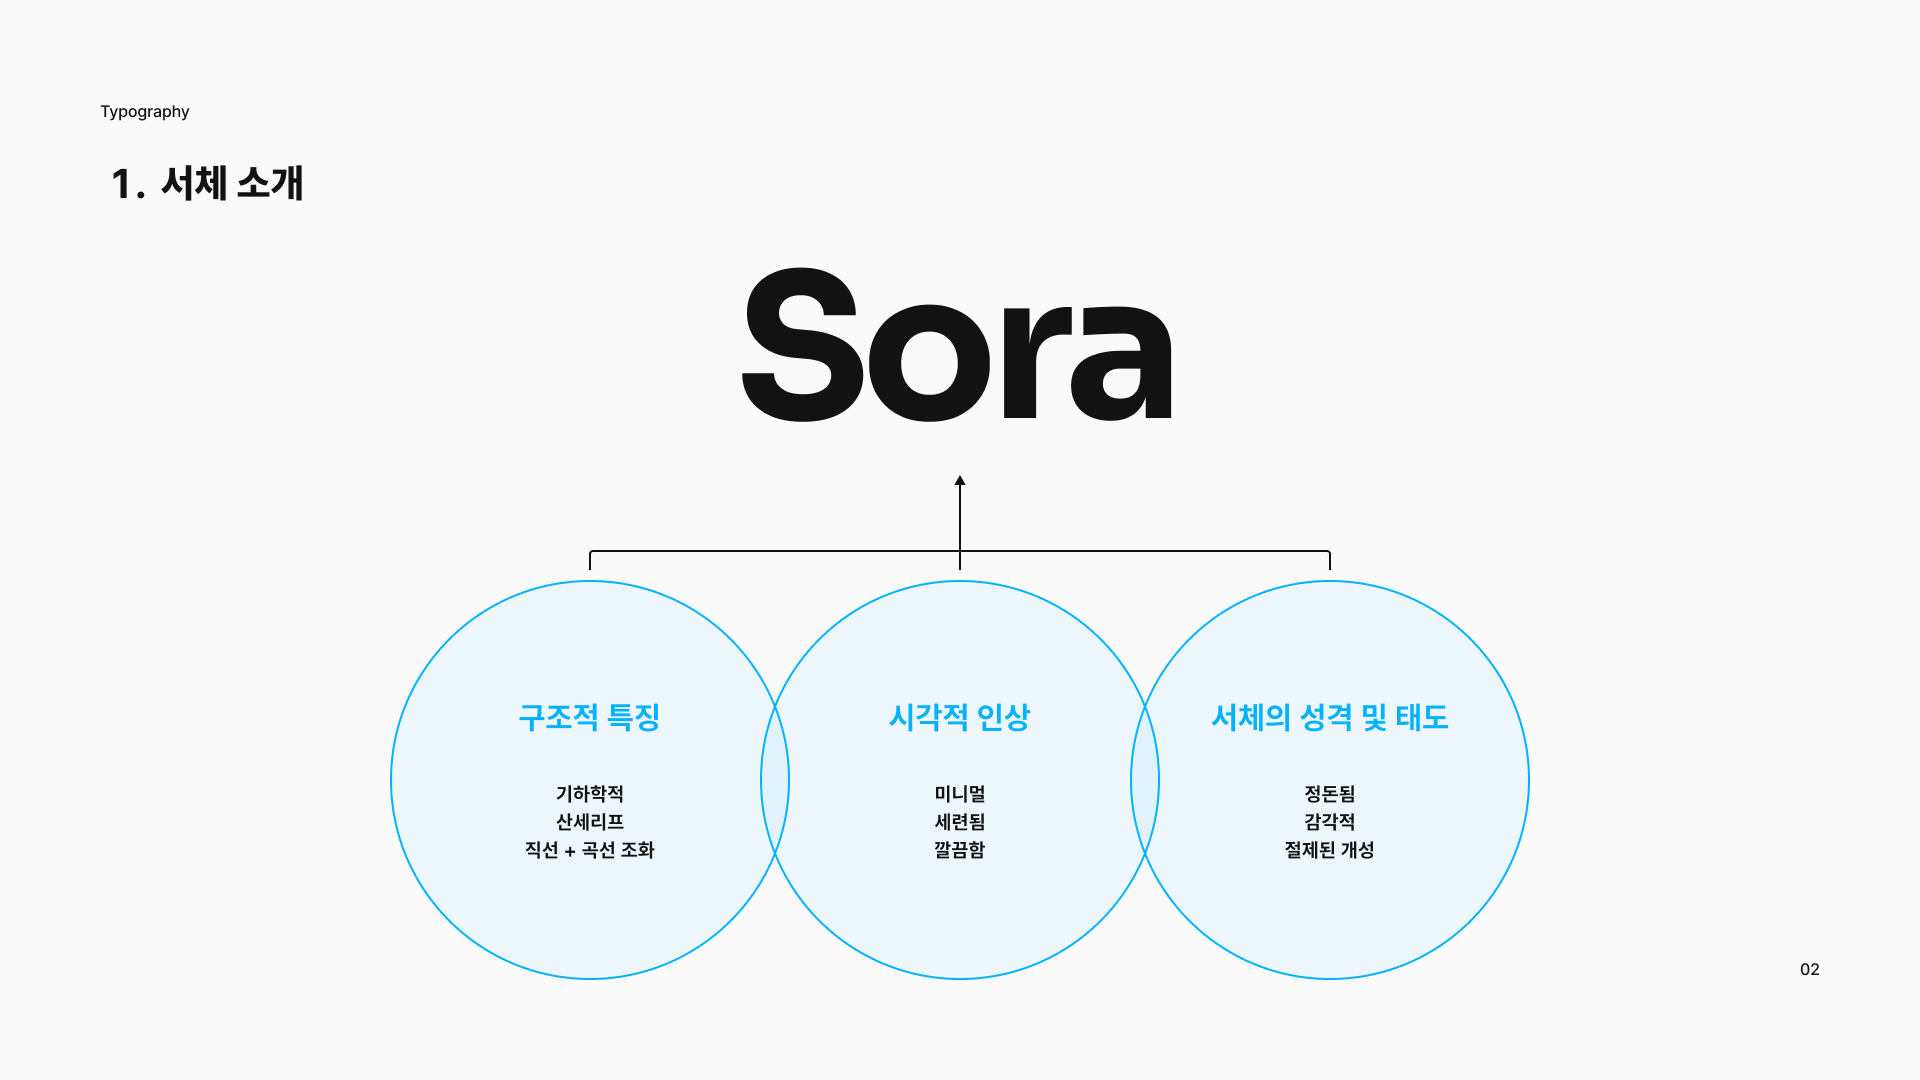 Typography
1. 서체 소개
Sora
구조적 특징
기하학적
산세리프
직선 + 곡선 조화
시각적 인상
미니멀
세련됨
깔끔함
서체의 성격 및 태도
정돈됨
감각적
절제된 개성
02